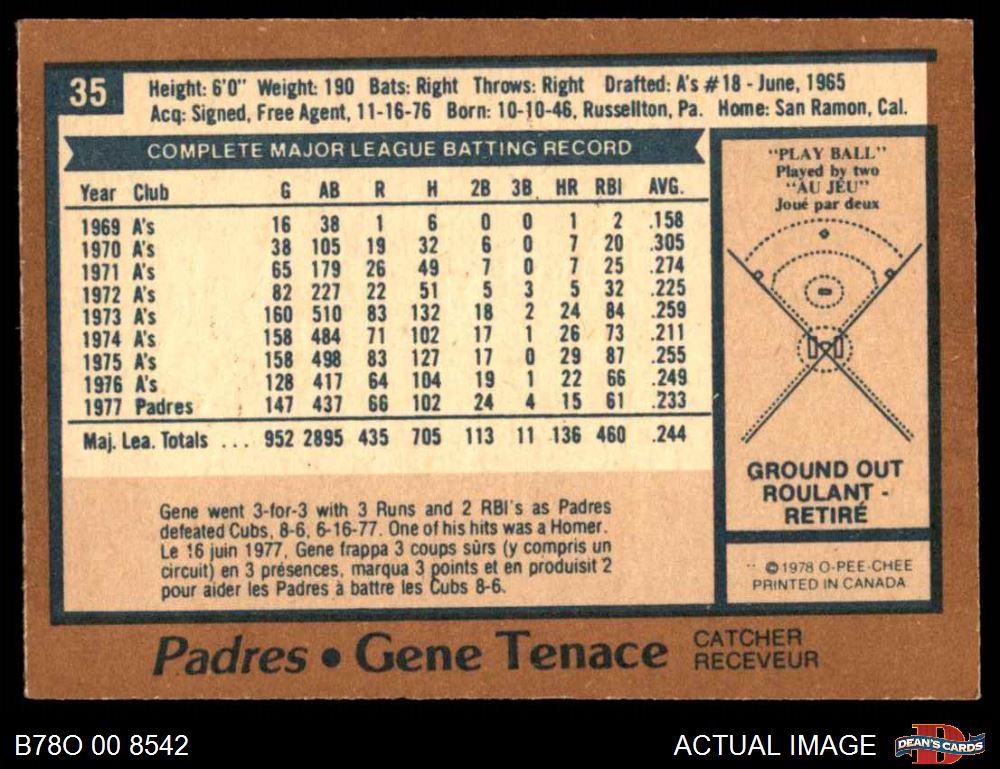 35
Height: 6'0" Weight: 190 Bats: Right Throws: Right Drafted: A's #18 - June, 1965
Acq: Signed, Free Agent, 11-16-76 Born: 10-10-46, Russellton, Pa. Home: San Ramon, Cal.
COMPLETE MAJOR LEAGUE BATTING RECORD
Year Club G AB R H 2B 3B HR RBI AVG.
1969 A's 16 38 1 6 0 0 1 2 .158
1970 A's 38 105 19 32 6 0 7 20 .305
1971 A's 65 179 26 49 7 0 7 25 .274
1972 A's 82 227 22 51 5 3 5 32 .225
1973 A's 160 510 83 132 18 2 24 84 .259
1974 A's 158 484 71 102 17 1 26 73 .211
1975 A's 158 498 83 127 17 0 29 87 .255
1976 A's 128 417 64 104 19 1 22 66 .249
1977 Padres 147 437 66 102 24 4 15 61 .233
Maj. Lea. Totals ... 952 2895 435 705 113 11 136 460 .244
Gene went 3-for-3 with 3 Runs and 2 RBI's as Padres
defeated Cubs, 8-6, 6-16-77. One of his hits was a Homer.
Le 16 juin 1977, Gene frappa 3 coups sûrs (y compris un
circuit) en 3 présences, marqua 3 points et en produisit 2
pour aider les Padres à battre les Cubs 8-6.
"PLAY BALL"
Played by two
"AU JEU"
Joué par deux
GROUND OUT
ROULANT -
RETIRÉ
©1978 O-PEE-CHEE
PRINTED IN CANADA
Padres • Gene Tenace
CATCHER
RECEVEUR
B78O 00 8542
ACTUAL IMAGE
D
DEAN'S CARDS